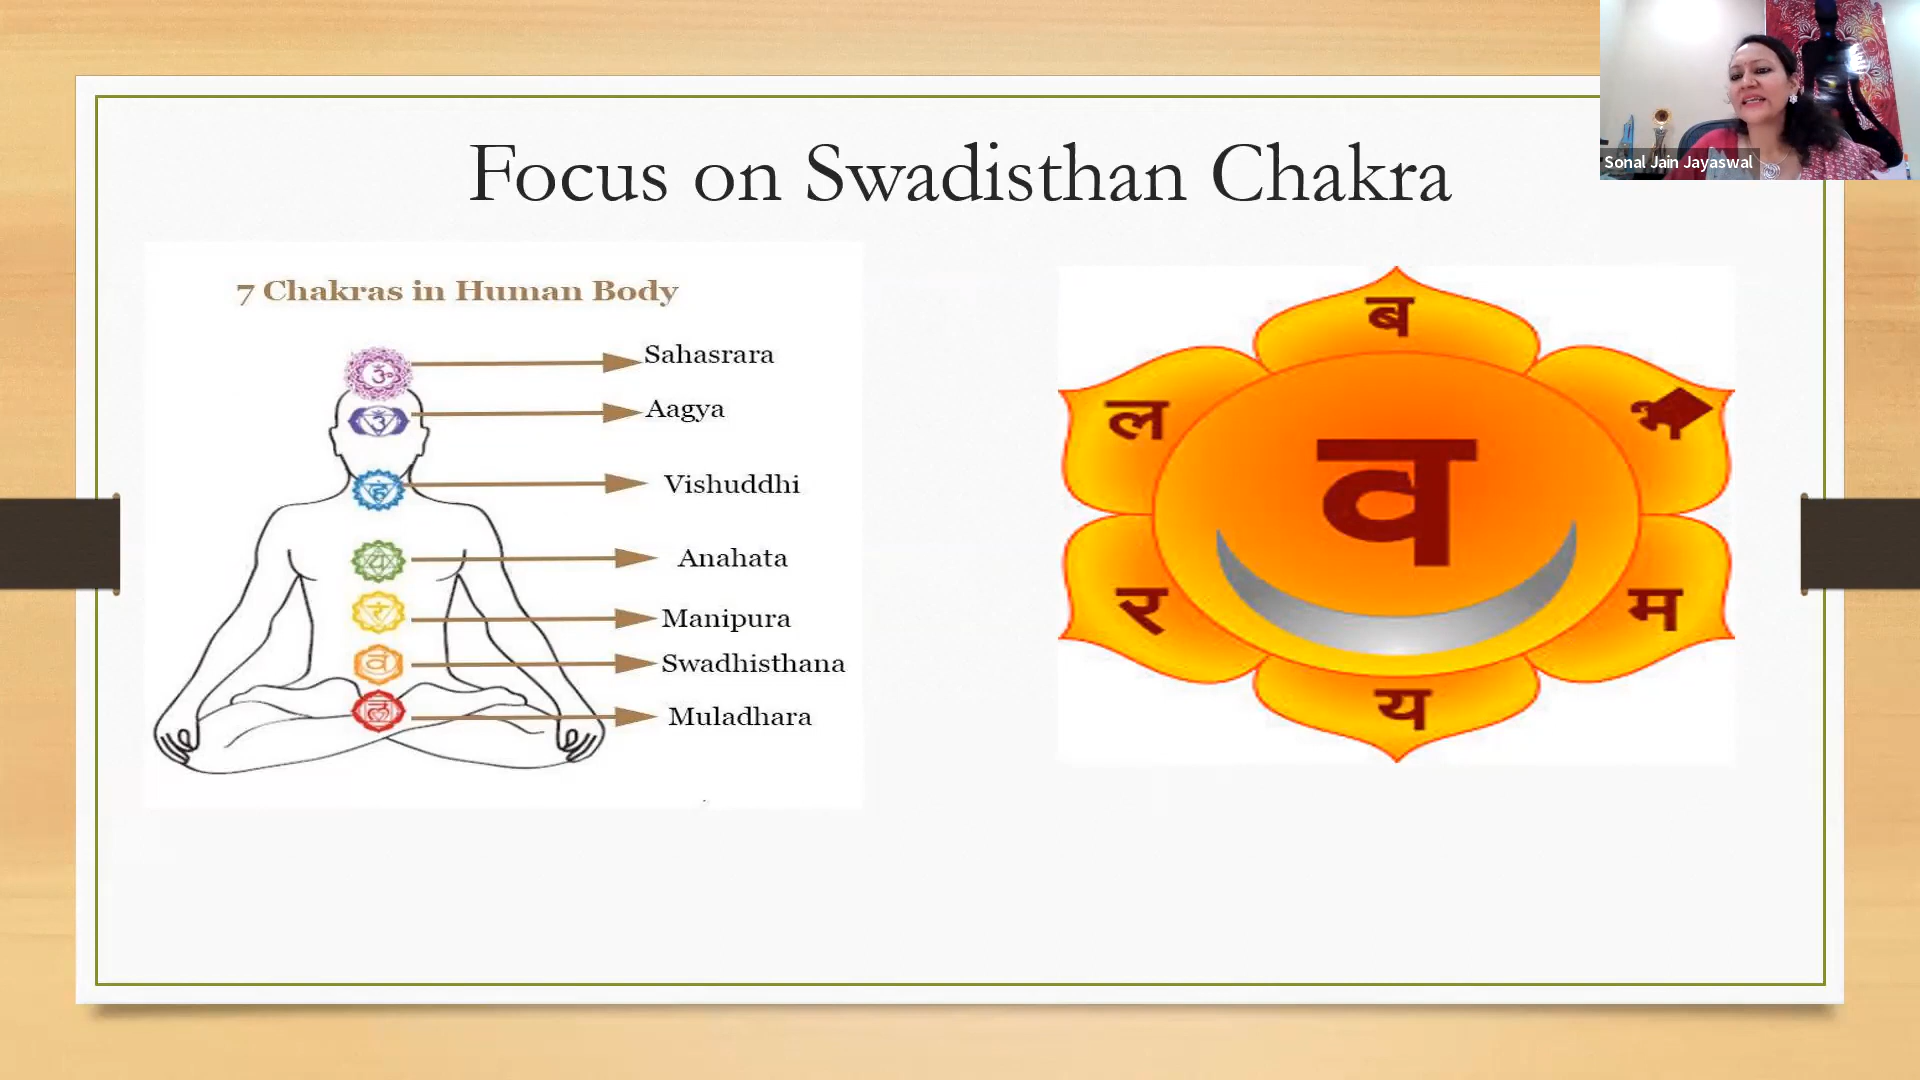 Focus on Swadisthan Chakra
Sonal Jain Jayaswal
7 Chakras in Human Body
Sahasrara
Aagya
Vishuddhi
Anahata
Manipura
Swadhisthana
Muladhara
ब
ल
व
र
म
य